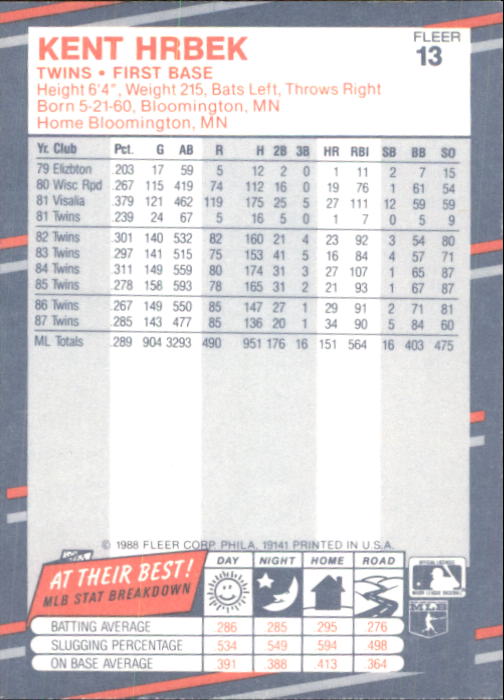 KENT HRBEK
FLEER
13
TWINS • FIRST BASE
Height 6'4", Weight 215, Bats Left, Throws Right
Born 5-21-60, Bloomington, MN
Home Bloomington, MN
Yr. Club Pct. G AB R H 2B 3B HR RBI SB BB SO
79 Elizbton .203 17 59 5 12 2 0 1 11 2 7 15
80 Wisc Rpd .267 115 419 74 112 16 0 19 76 1 61 54
81 Visalia .379 121 462 119 175 25 5 27 111 12 59 59
81 Twins .239 24 67 5 16 5 0 1 7 0 5 9
82 Twins .301 140 532 82 160 21 4 23 92 3 54 80
83 Twins .297 141 515 75 153 41 5 16 84 4 57 71
84 Twins .311 149 559 80 174 31 3 27 107 1 65 87
85 Twins .278 158 593 78 165 31 2 21 93 1 67 87
86 Twins .267 149 550 85 147 27 1 29 91 2 71 81
87 Twins .285 143 477 85 136 20 1 34 90 5 84 60
ML Totals .289 904 3293 490 951 176 16 151 564 16 403 475
© 1988 FLEER CORP. PHILA. 19141 PRINTED IN U.S.A.
AT THEIR BEST!
MLB STAT BREAKDOWN
DAY NIGHT HOME ROAD
BATTING AVERAGE .286 .285 .295 .276
SLUGGING PERCENTAGE .534 .549 .594 .498
ON BASE AVERAGE .391 .388 .413 .364
MAJOR LEAGUE BASEBALL
MLB